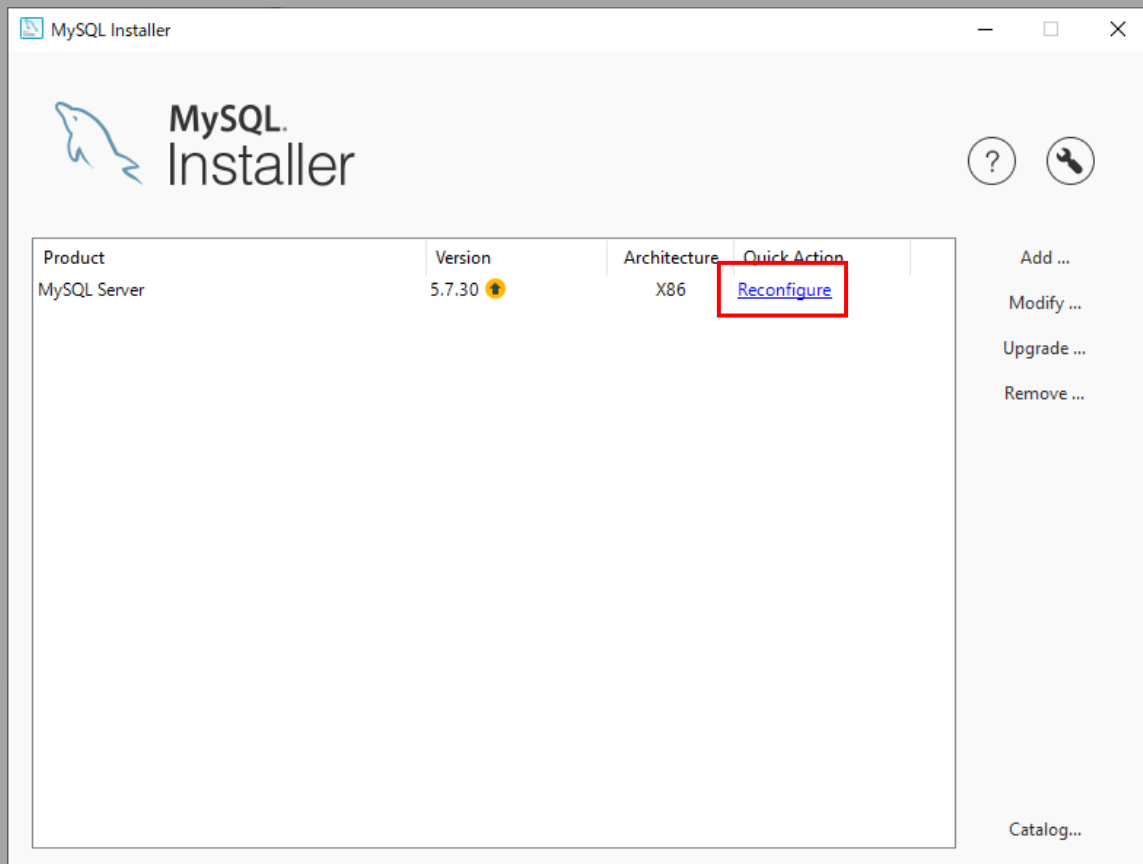 MySQL Installer
MySQL.
Installer
?
Product Version Architecture Quick Action
MySQL Server 5.7.30 X86 Reconfigure
Add ...
Modify ...
Upgrade ...
Remove ...
Catalog...